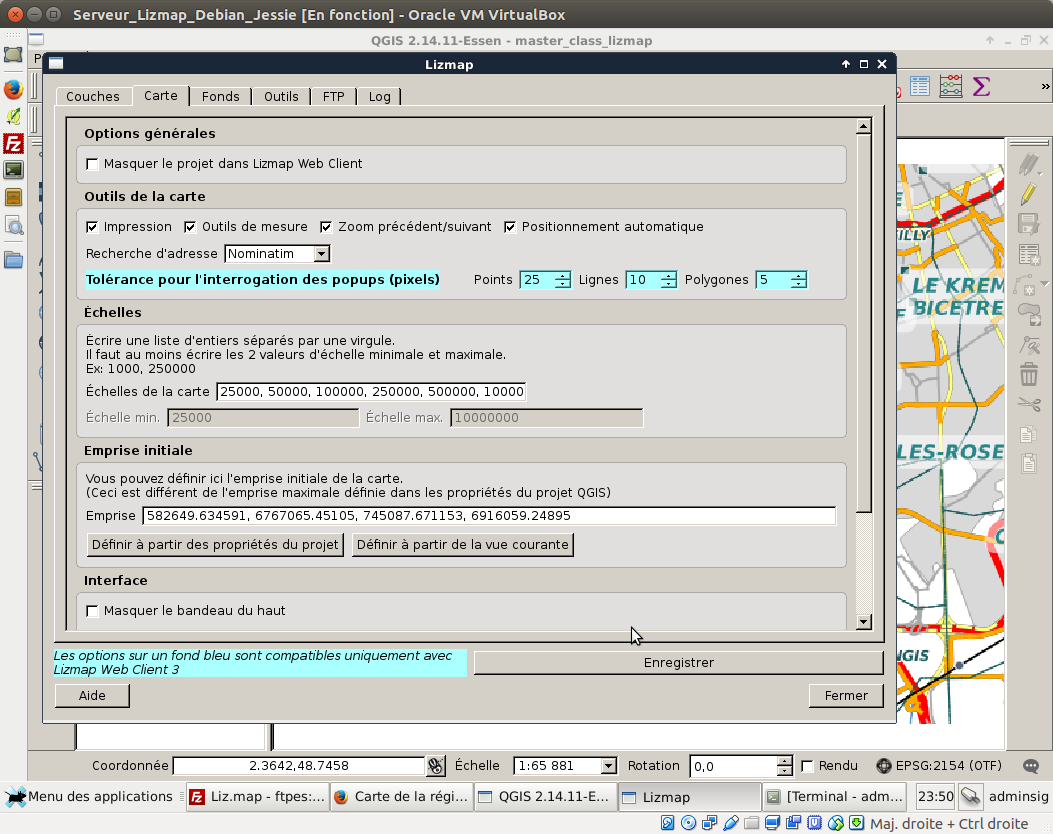 Serveur_Lizmap_Debian_Jessie [En fonction] - Oracle VM VirtualBox
QGIS 2.14.11-Essen - master_class_lizmap
P
Lizmap
Couches Carte Fonds Outils FTP Log
Options générales
Masquer le projet dans Lizmap Web Client
Outils de la carte
Impression Outils de mesure Zoom précédent/suivant Positionnement automatique
Recherche d'adresse Nominatim
Tolérance pour l'interrogation des popups (pixels) Points 25 Lignes 10 Polygones 5
Échelles
Écrire une liste d'entiers séparés par une virgule.
Il faut au moins écrire les 2 valeurs d'échelle minimale et maximale.
Ex: 1000, 250000
Échelles de la carte 25000, 50000, 100000, 250000, 500000, 10000
Échelle min. 25000 Échelle max. 10000000
Emprise initiale
Vous pouvez définir ici l'emprise initiale de la carte.
(Ceci est différent de l'emprise maximale définie dans les propriétés du projet QGIS)
Emprise 582649.634591, 6767065.45105, 745087.671153, 6916059.24895
Définir à partir des propriétés du projet Définir à partir de la vue courante
Interface
Masquer le bandeau du haut
Les options sur un fond bleu sont compatibles uniquement avec
Lizmap Web Client 3
Enregistrer
Aide Fermer
ILLY
LE KREM
BICETRE
LES-ROSE
NGIS
Coordonnée 2.3642,48.7458 Échelle 1:65 881 Rotation 0,0 Rendu EPSG:2154 (OTF)
Menu des applications Liz.map - ftpes:... Carte de la régi... QGIS 2.14.11-E... Lizmap [Terminal - adm... 23:50 adminsig
Maj. droite + Ctrl droite